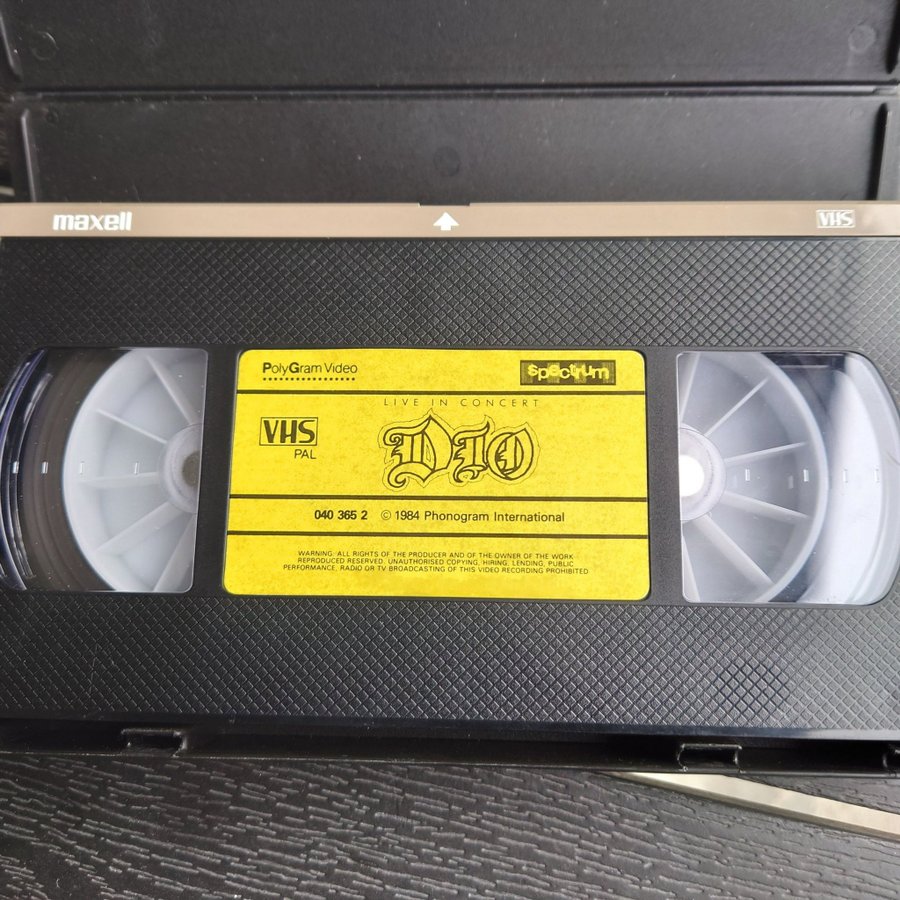 maxell
VHS
PolyGram Video
spectrum
LIVE IN CONCERT
VHS
DIO
PAL
040 365 2 © 1984 Phonogram International
WARNING: ALL RIGHTS OF THE PRODUCER AND OF THE OWNER OF THE WORK
REPRODUCED RESERVED. UNAUTHORISED COPYING, HIRING, LENDING, PUBLIC
PERFORMANCE, RADIO OR TV BROADCASTING OF THIS VIDEO RECORDING PROHIBITED